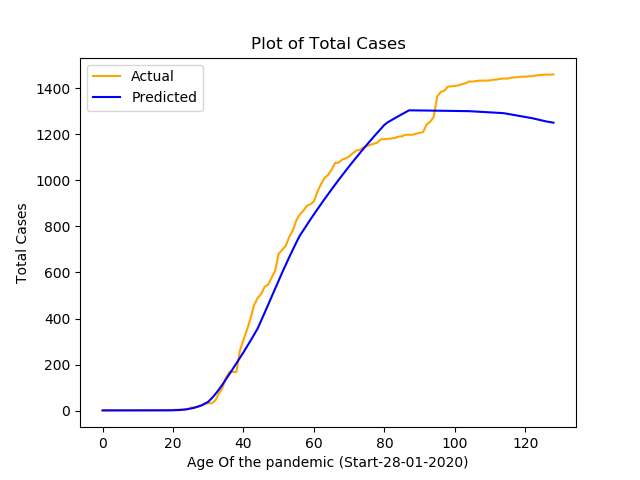 Plot of Total Cases
Actual
Predicted
1400
1200
1000
800
600
400
200
0
Total Cases
0 20 40 60 80 100 120
Age Of the pandemic (Start-28-01-2020)